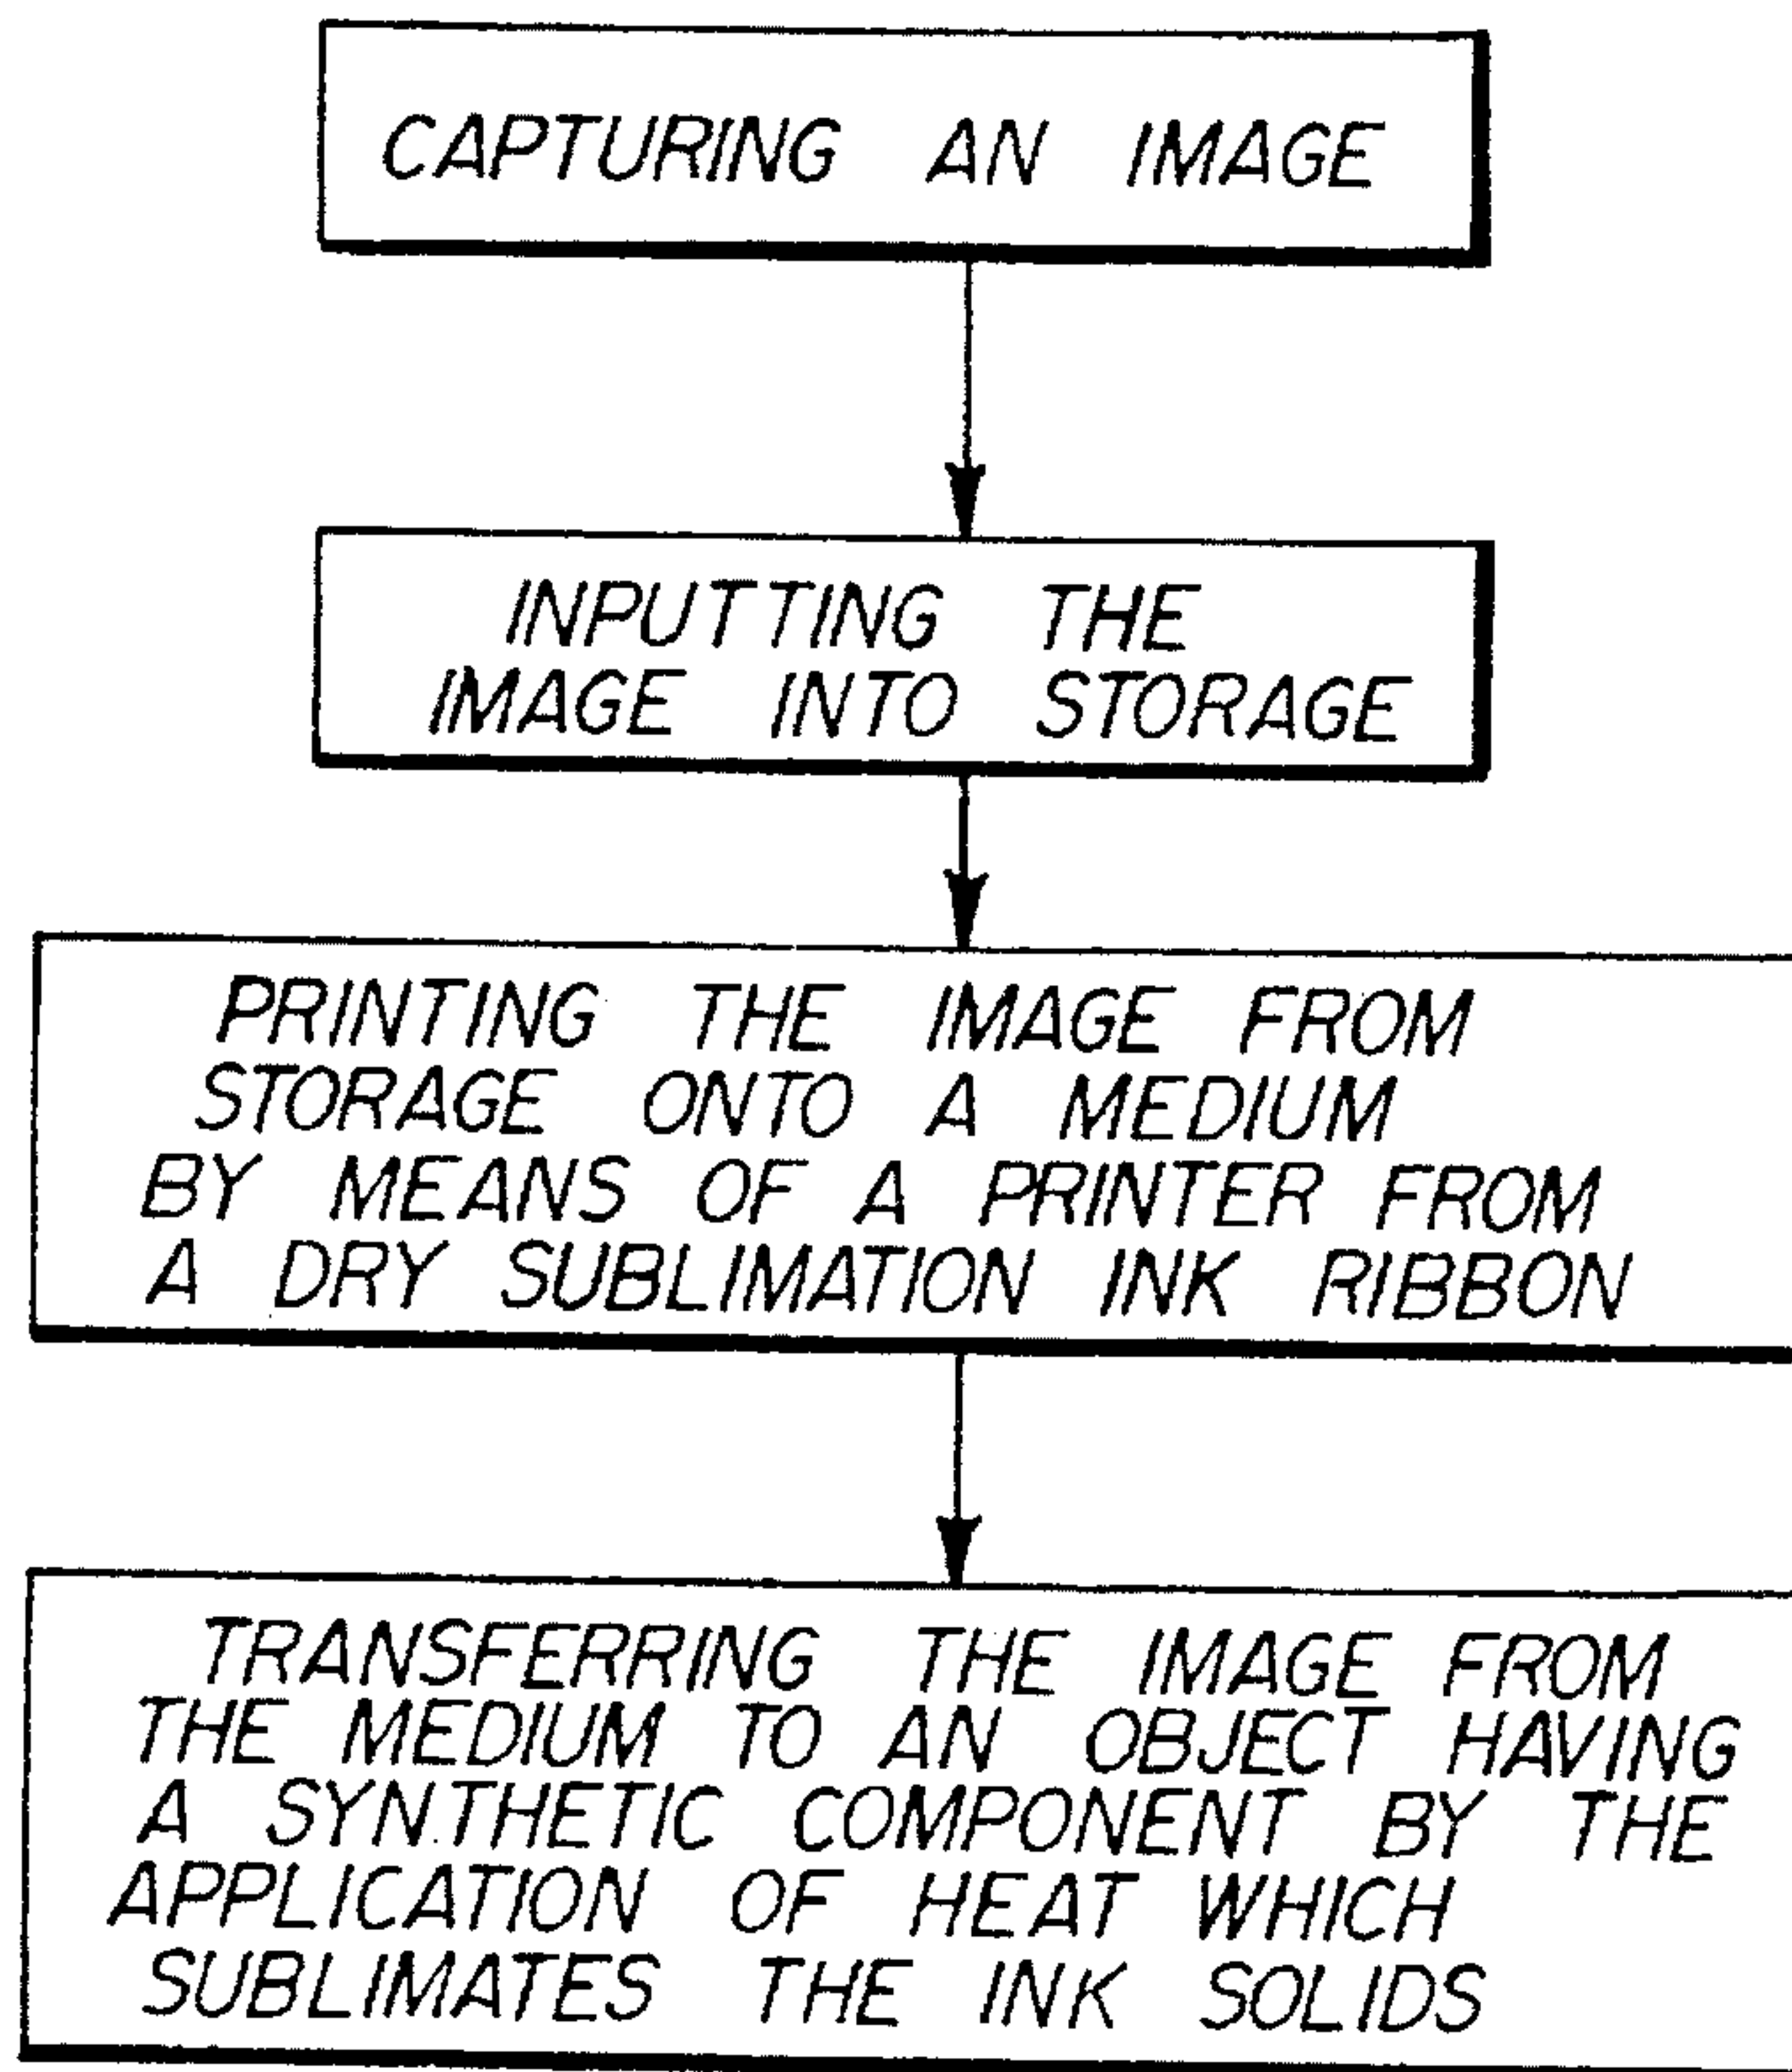 CAPTURING AN IMAGE
INPUTTING THE
IMAGE INTO STORAGE
PRINTING THE IMAGE FROM
STORAGE ONTO A MEDIUM
BY MEANS OF A PRINTER FROM
A DRY SUBLIMATION INK RIBBON
TRANSFERRING THE IMAGE FROM
THE MEDIUM TO AN OBJECT HAVING
A SYNTHETIC COMPONENT BY THE
APPLICATION OF HEAT WHICH
SUBLIMATES THE INK SOLIDS